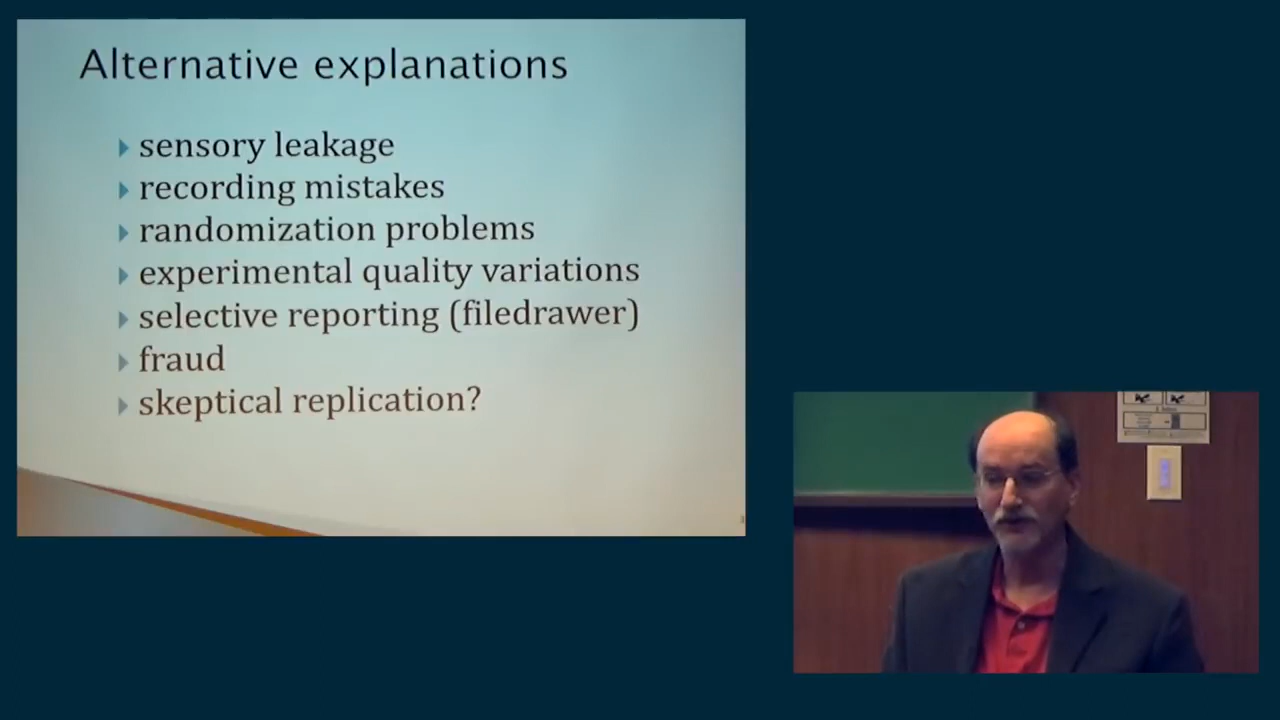 Alternative explanations
sensory leakage
recording mistakes
randomization problems
experimental quality variations
selective reporting (filedrawer)
fraud
skeptical replication?